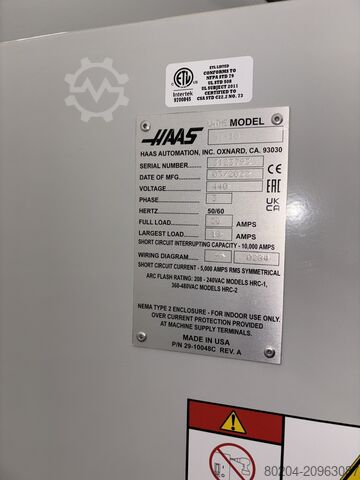 ETL LISTED
CONFORMS TO
NFPA STD 79
UL STD 508
UL SUBJECT 2011
CERTIFIED TO
CSA STD C22.2 NO. 73
Intertek
9700845
HAAS MODEL
HAAS AUTOMATION, INC. OXNARD, CA. 93030
SERIAL NUMBER
DATE OF MFG
VOLTAGE 440
PHASE 3
HERTZ 50/60
FULL LOAD AMPS
LARGEST LOAD AMPS
SHORT CIRCUIT INTERRUPTING CAPACITY - 10,000 AMPS
WIRING DIAGRAM
SHORT CIRCUIT CURRENT - 5,000 AMPS RMS SYMMETRICAL
ARC FLASH RATING: 208 - 240VAC MODELS HRC-1,
360-480VAC MODELS HRC-2
NEMA TYPE 2 ENCLOSURE - FOR INDOOR USE ONLY
OVERCURRENT PROTECTION PROVIDED
AT MACHINE SUPPLY TERMINALS.
MADE IN USA
P/N 29-10048C REV. A
CE
EAC
UK
CA